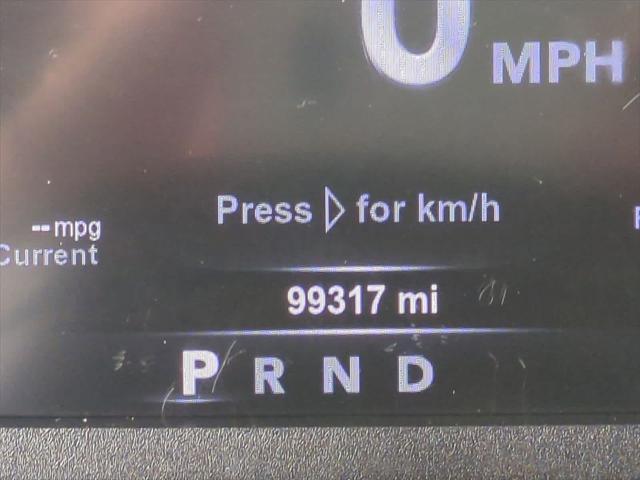 0 MPH
Press ▷ for km/h
--mpg
Current
99317 mi
P R N D